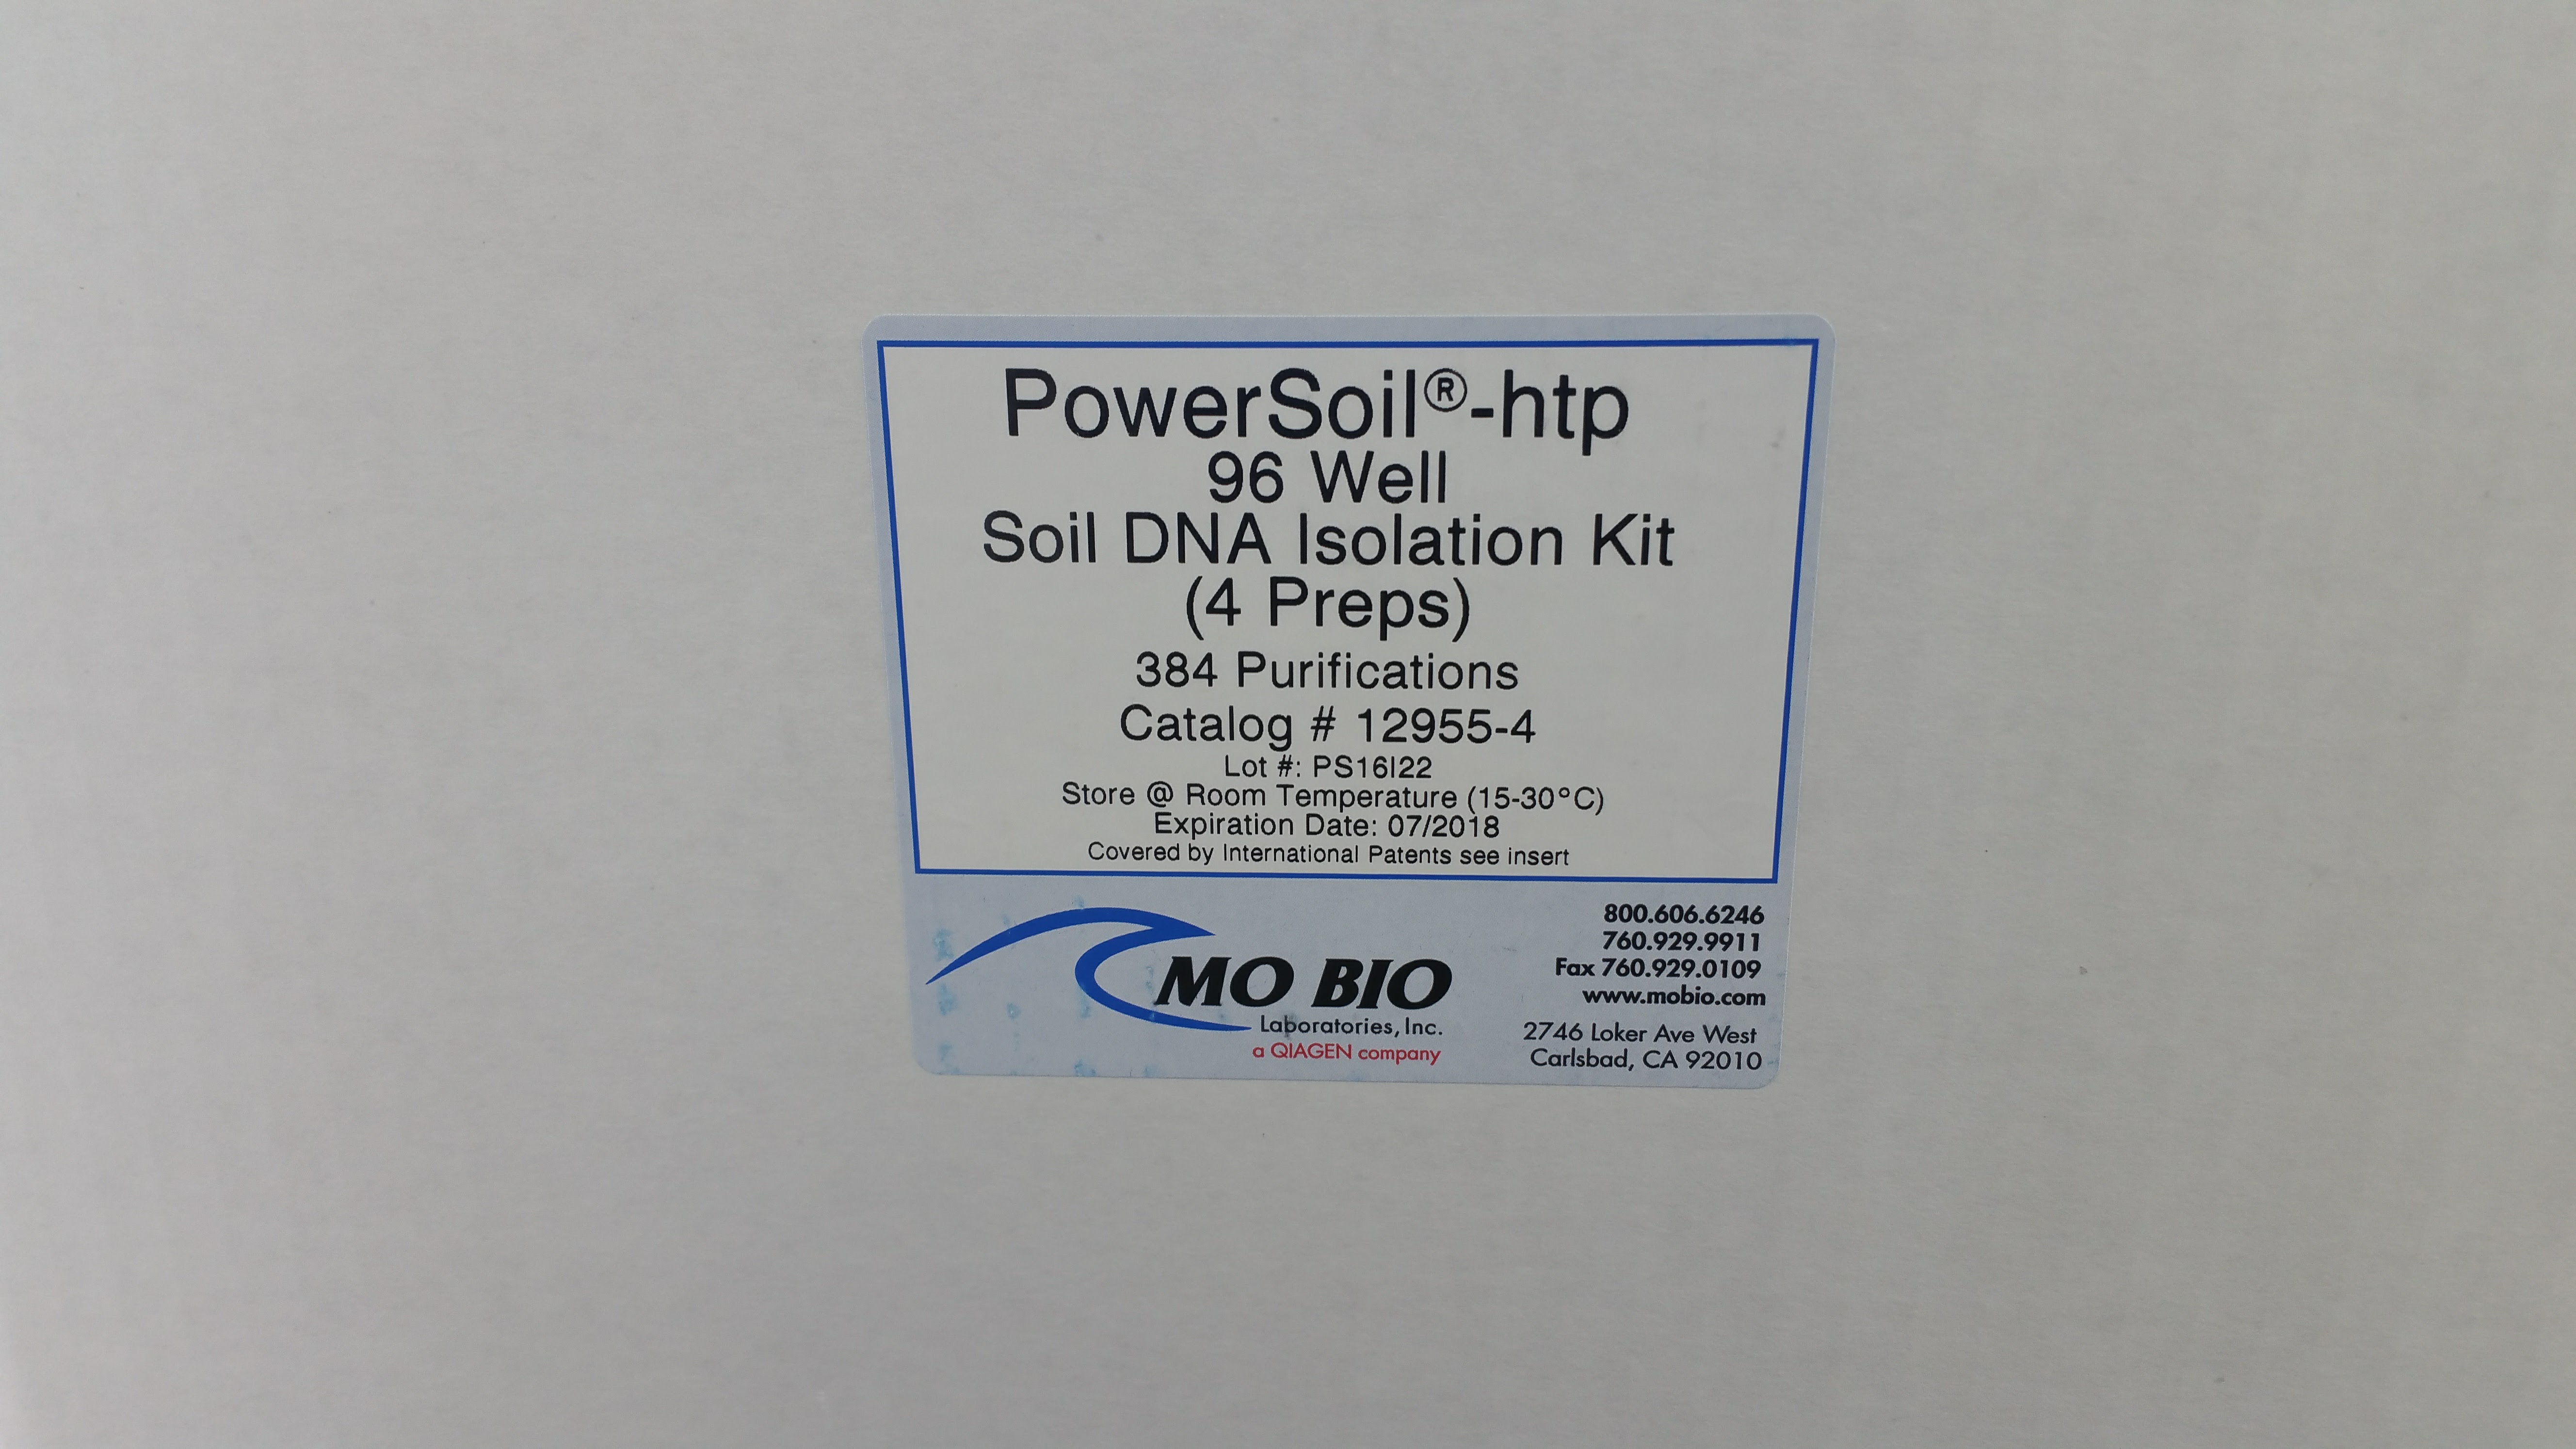 PowerSoil®-htp
96 Well
Soil DNA Isolation Kit
(4 Preps)
384 Purifications
Catalog # 12955-4
Lot #: PS16I22
Store @ Room Temperature (15-30°C)
Expiration Date: 07/2018
Covered by International Patents see insert
MO BIO
Laboratories, Inc.
a QIAGEN company
800.606.6246
760.929.9911
Fax 760.929.0109
www.mobio.com
2746 Loker Ave West
Carlsbad, CA 92010